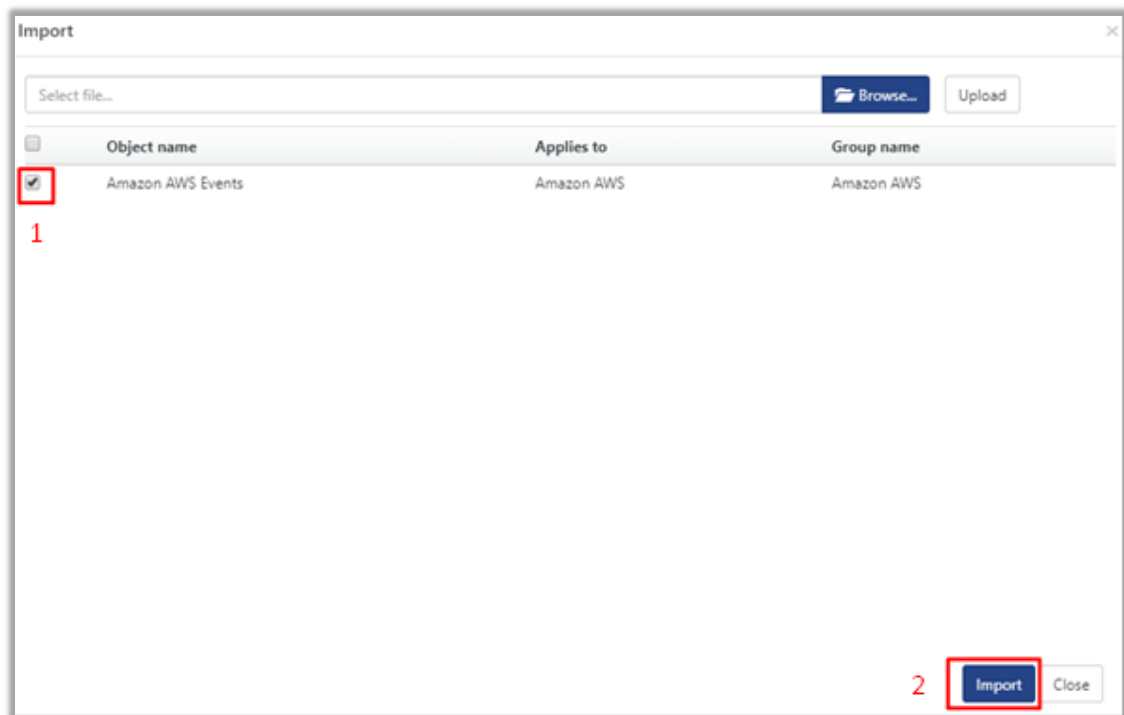 Import
Select file... Browse... Upload
Object name Applies to Group name
Amazon AWS Events Amazon AWS Amazon AWS
1
2 Import Close